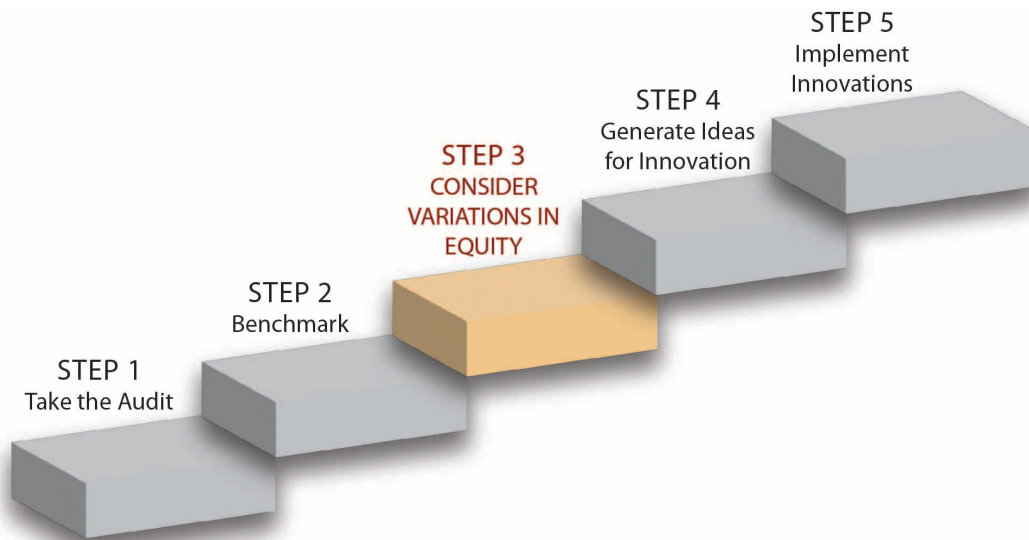 STEP 1
Take the Audit
STEP 2
Benchmark
STEP 3
CONSIDER
VARIATIONS IN
EQUITY
STEP 4
Generate Ideas
for Innovation
STEP 5
Implement
Innovations